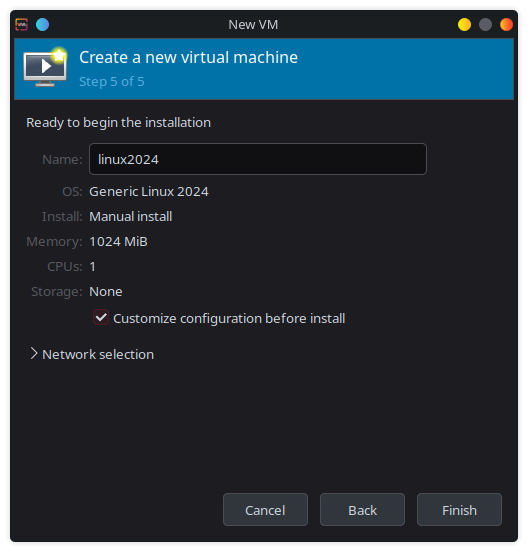 New VM
Create a new virtual machine
Step 5 of 5
Ready to begin the installation
Name: linux2024
OS: Generic Linux 2024
Install: Manual install
Memory: 1024 MiB
CPUs: 1
Storage: None
Customize configuration before install
Network selection
Cancel Back Finish